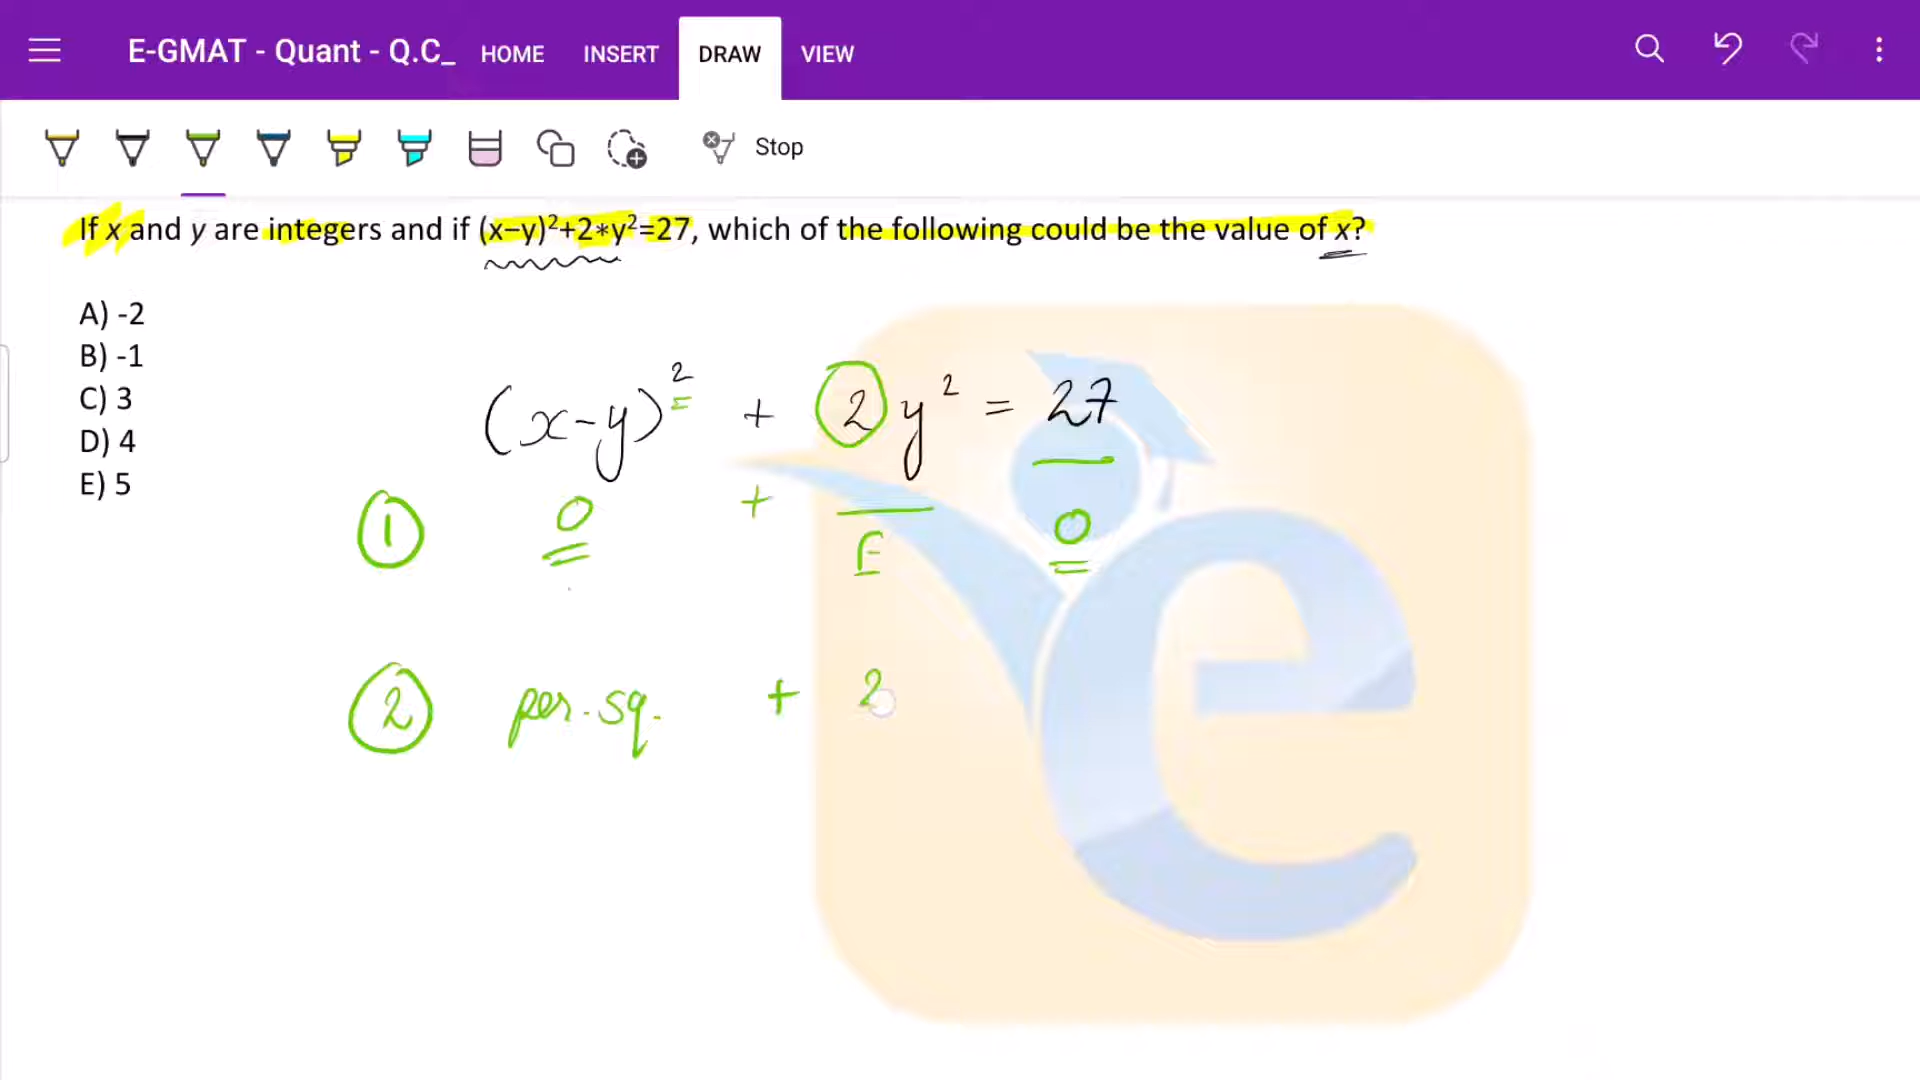 E-GMAT - Quant - Q.C_ HOME INSERT DRAW VIEW
Stop
If x and y are integers and if (x−y)²+2∗y²=27, which of the following could be the value of x?
A) -2
B) -1
C) 3
D) 4
E) 5
(x-y)² + 2y² = 27
1 O + E O
2 per.sq. + 2